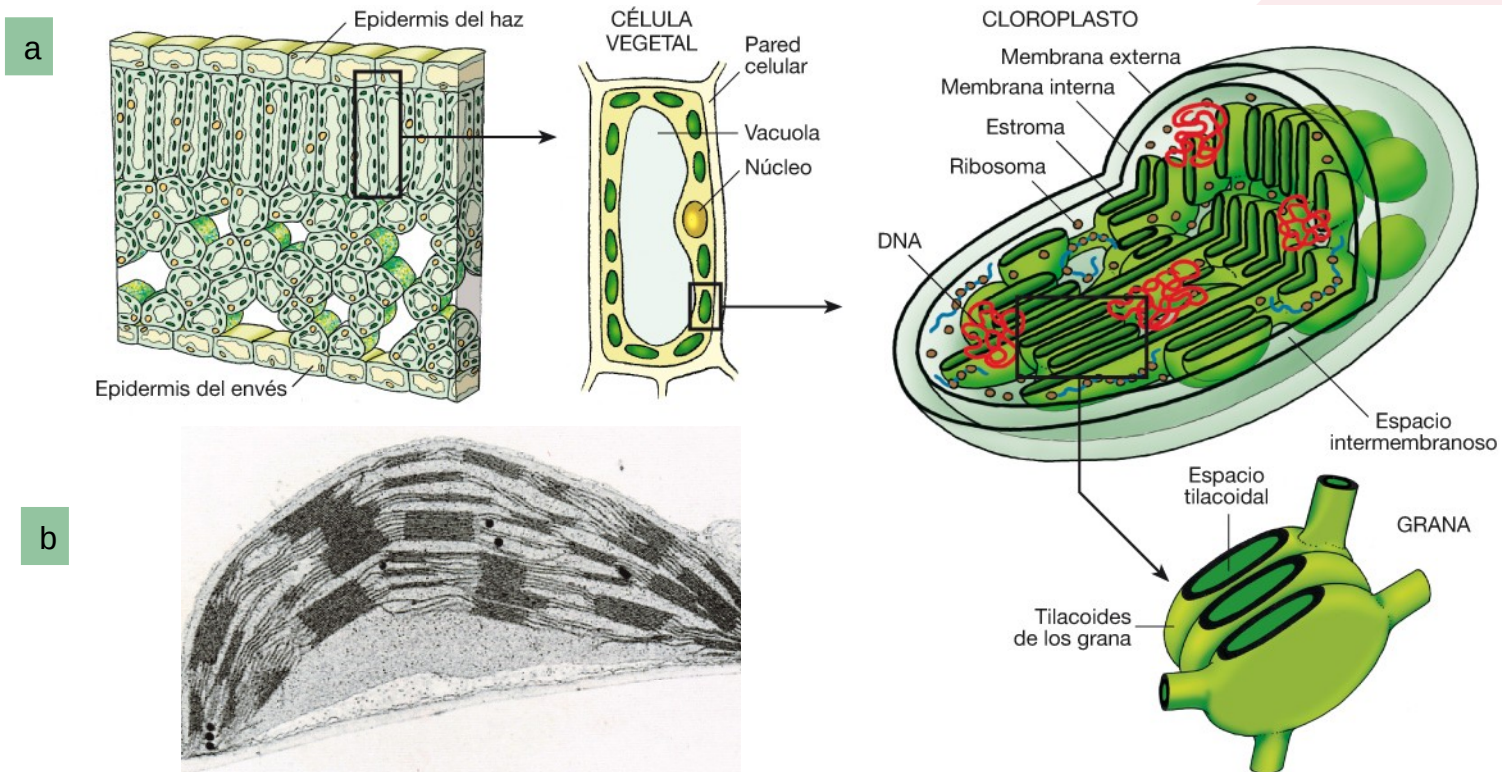 a
Epidermis del haz
CÉLULA
VEGETAL
Pared
celular
Vacuola
Núcleo
Epidermis del envés
CLOROPLASTO
Membrana externa
Membrana interna
Estroma
Ribosoma
DNA
Espacio
intermembranoso
Espacio
tilacoidal
GRANA
Tilacoides
de los grana
b